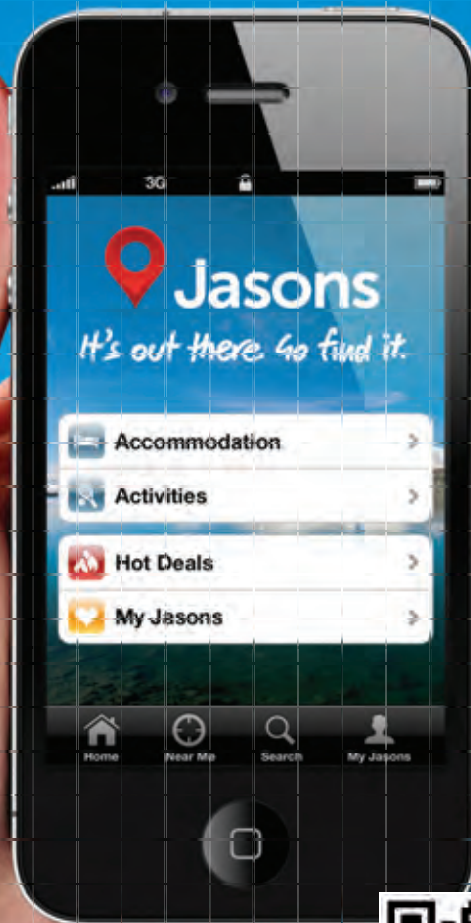 3G
Jasons
It's out there. Go find it.
Accommodation
Activities
Hot Deals
My Jasons
Home Near Me Search My Jasons